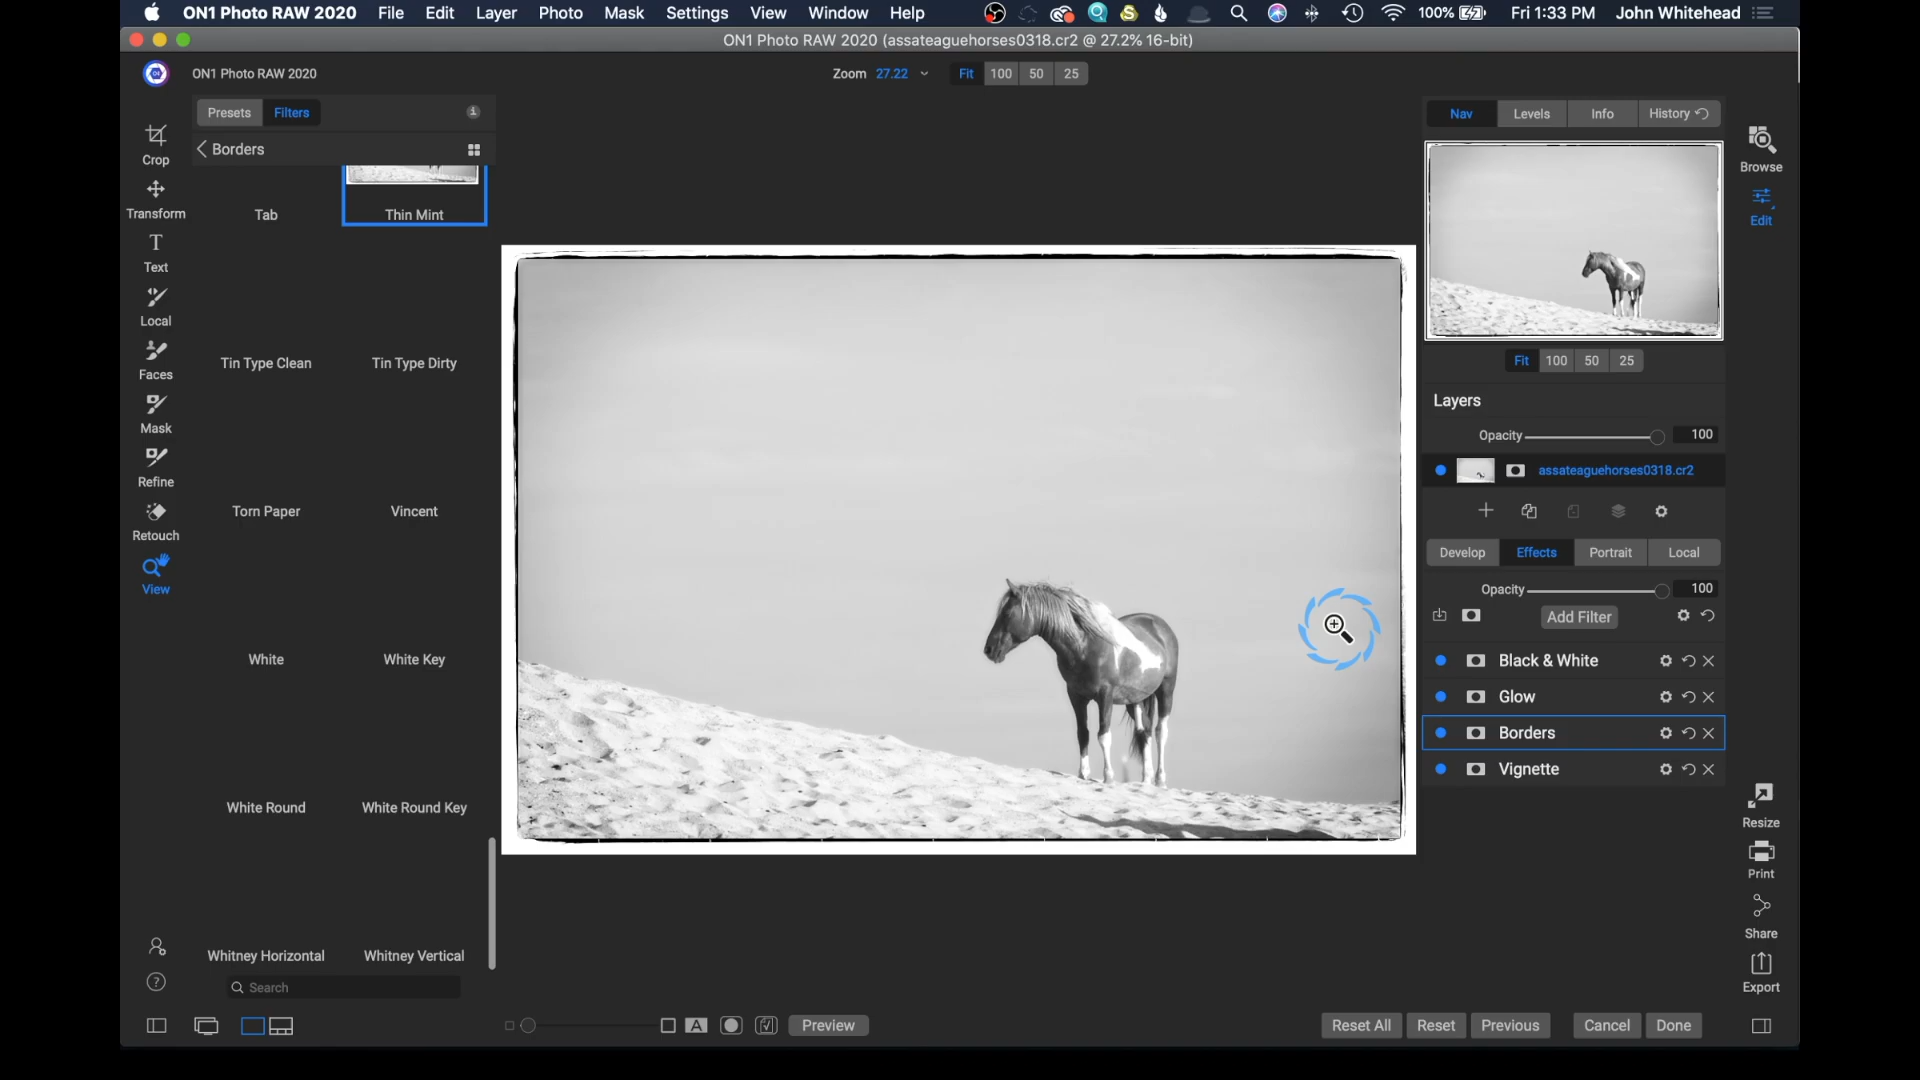 ON1 Photo RAW 2020 File Edit Layer Photo Mask Settings View Window Help 100% Fri 1:33 PM John Whitehead
ON1 Photo RAW 2020 (assateaguehorses0318.cr2 @ 27.2% 16-bit)
ON1 Photo RAW 2020
Zoom 27.22 Fit 100 50 25
Presets Filters
Borders
Crop
Transform
Text
Local
Faces
Mask
Refine
Retouch
View
Tab Thin Mint
Tin Type Clean Tin Type Dirty
Torn Paper Vincent
White White Key
White Round White Round Key
Whitney Horizontal Whitney Vertical
Search
A
Preview
Nav Levels Info History
Fit 100 50 25
Layers
Opacity 100
assateaguehorses0318.cr2
Develop Effects Portrait Local
Opacity 100
Add Filter
Black & White
Glow
Borders
Vignette
Browse
Edit
Resize
Print
Share
Export
Reset All Reset Previous Cancel Done